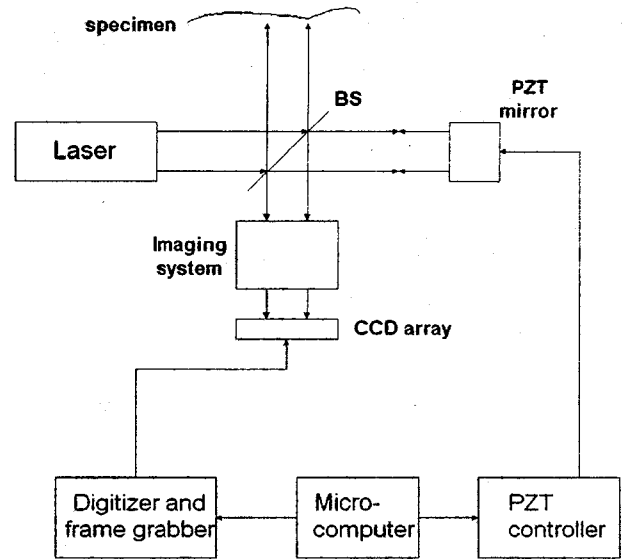 specimen
BS
PZT
mirror
Laser
Imaging
system
CCD array
Digitizer and
frame grabber
Micro-
computer
PZT
controller